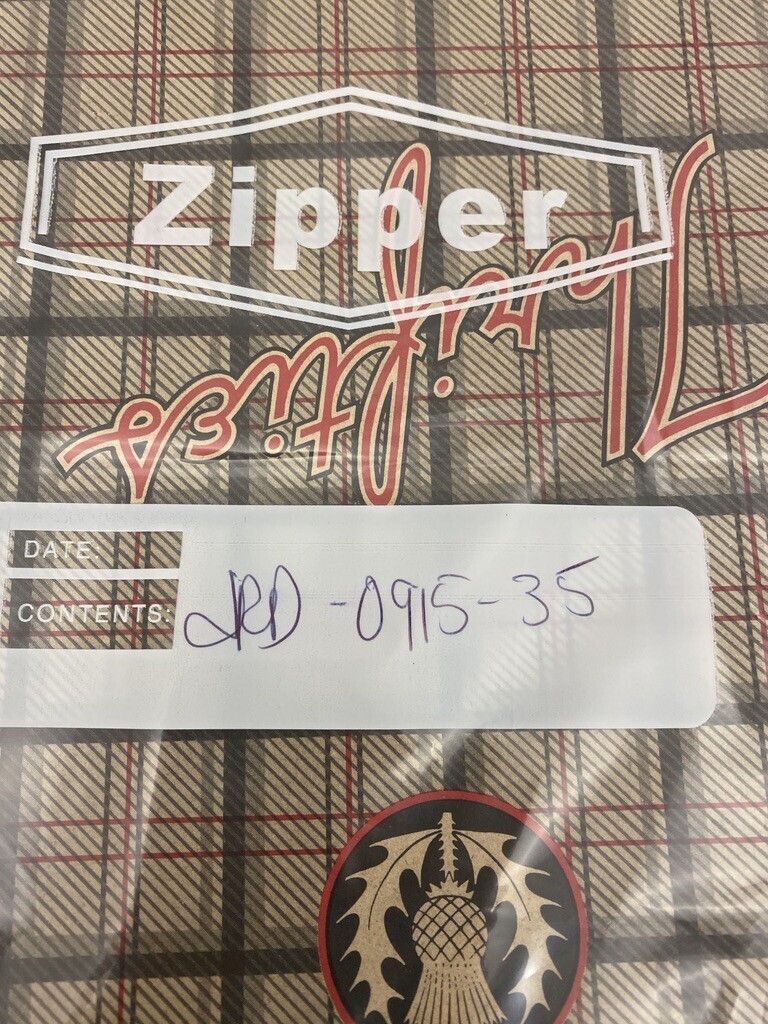 Zipper
DATE:
CONTENTS: JRD-0915-35